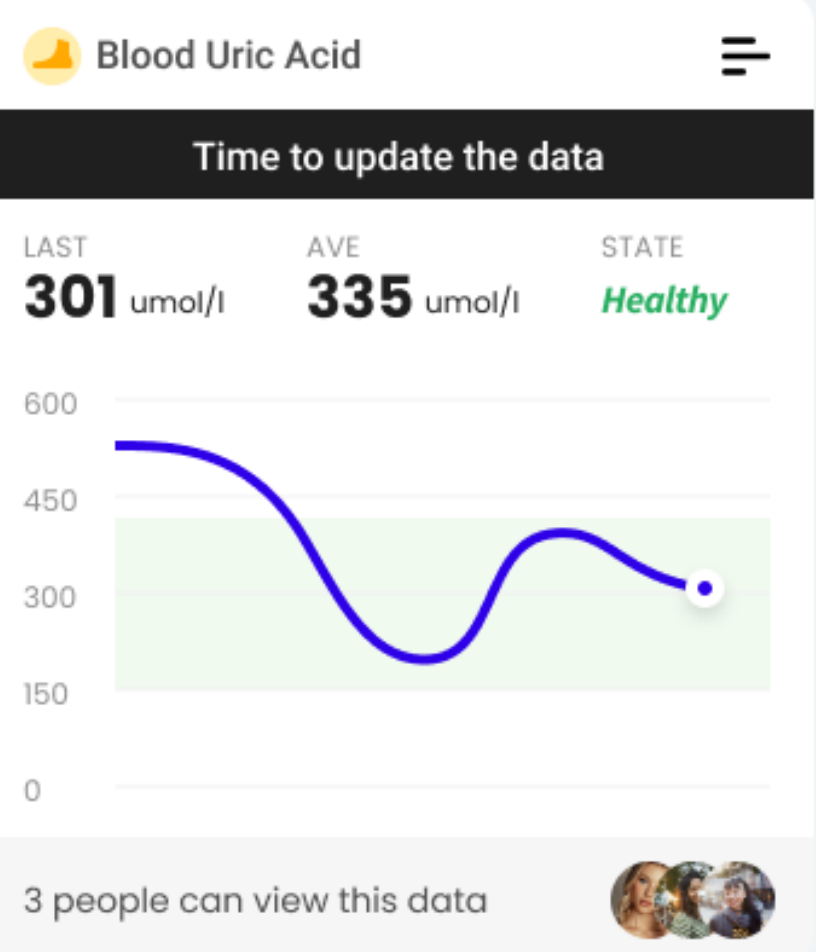 Blood Uric Acid
Time to update the data
LAST AVE STATE
301 umol/l 335 umol/l Healthy
600
450
300
150
0
3 people can view this data